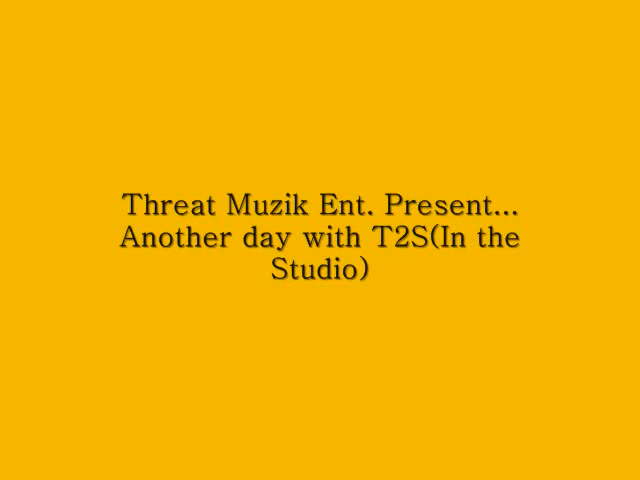 Threat Muzik Ent. Present...
Another day with T2S(In the
Studio)